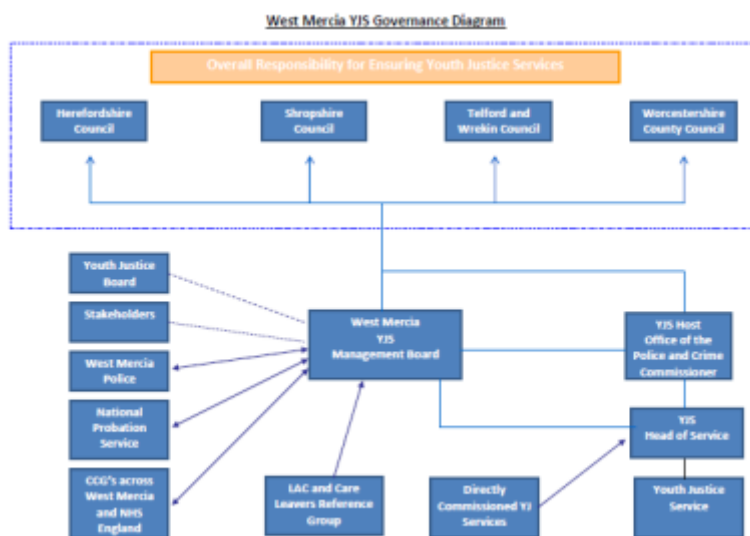 West Mercia YJS Governance Diagram
Overall Responsibility for Ensuring Youth Justice Services
Herefordshire
Council
Shropshire
Council
Telford and
Wrekin Council
Worcestershire
County Council
Youth Justice
Board
Stakeholders
West Mercia
Police
National
Probation
Service
CCG's across
West Mercia
and NHS
England
West Mercia
YJS
Management Board
YJS Host
Office of the
Police and Crime
Commissioner
YJS
Head of Service
LAC and Care
Leavers Reference
Group
Directly
Commissioned YJ
Services
Youth Justice
Service